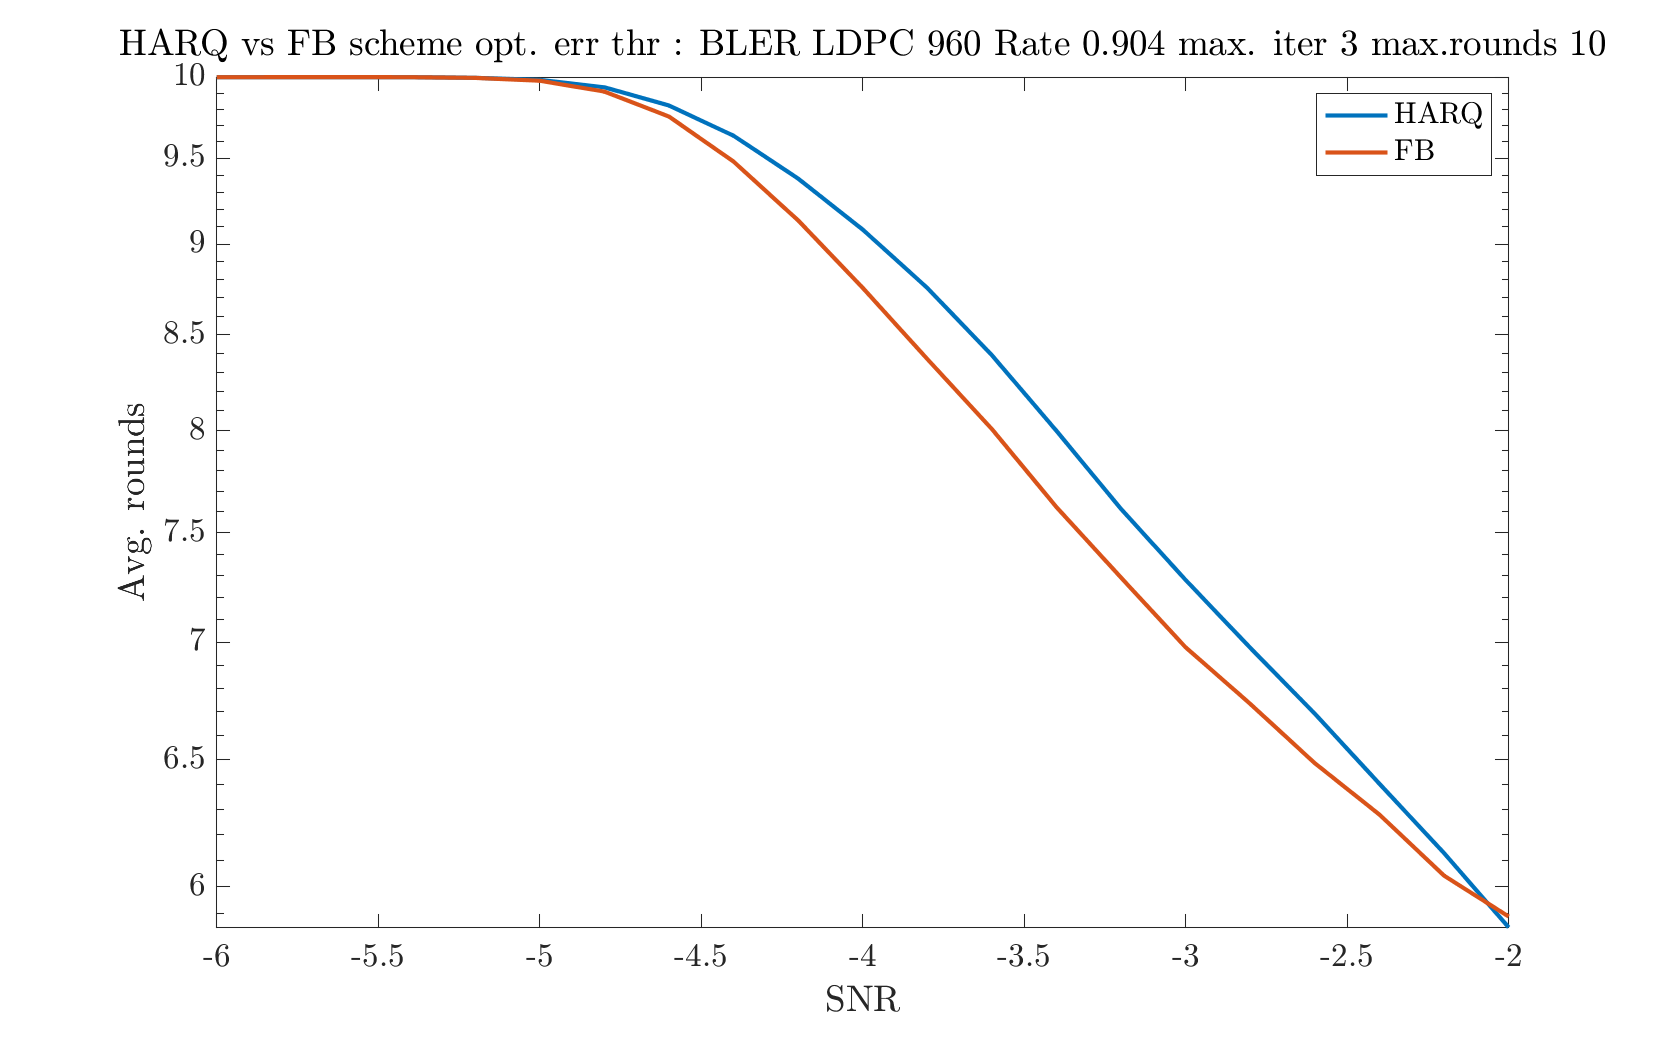 HARQ vs FB scheme opt. err thr : BLER LDPC 960 Rate 0.904 max. iter 3 max.rounds 10
HARQ
FB
10
9.5
9
8.5
8
7.5
7
6.5
6
Avg. rounds
-6 -5.5 -5 -4.5 -4 -3.5 -3 -2.5 -2
SNR